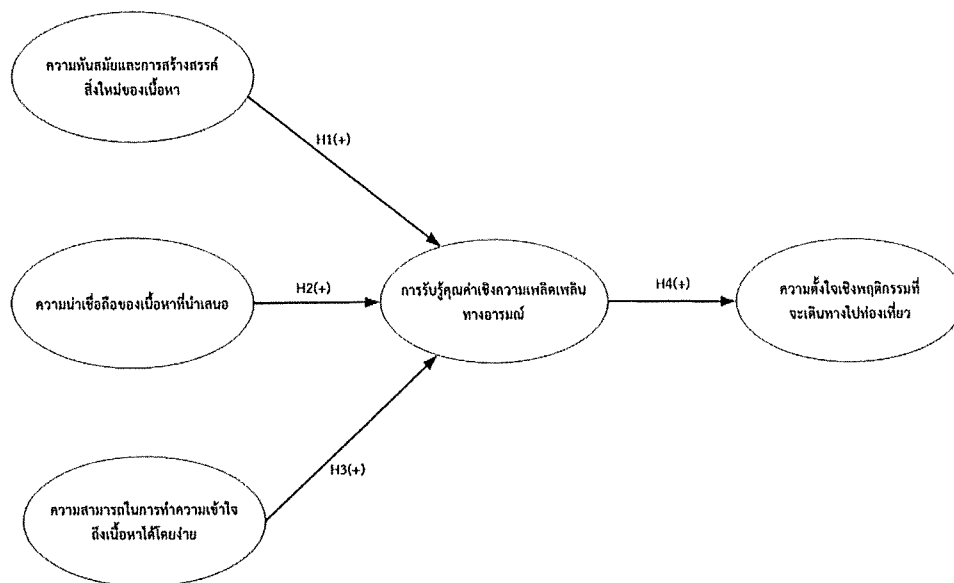 ความทันสมัยและการสร้างสรรค์
สิ่งใหม่ของเนื้อหา
H1(+)
ความน่าเชื่อถือของเนื้อหาที่นำเสนอ
H2(+)
การรับรู้คุณค่าเชิงความเพลิดเพลิน
ทางอารมณ์
H4(+)
ความตั้งใจเชิงพฤติกรรมที่
จะเดินทางไปท่องเที่ยว
H3(+)
ความสามารถในการทำความเข้าใจ
ถึงเนื้อหาได้โดยง่าย